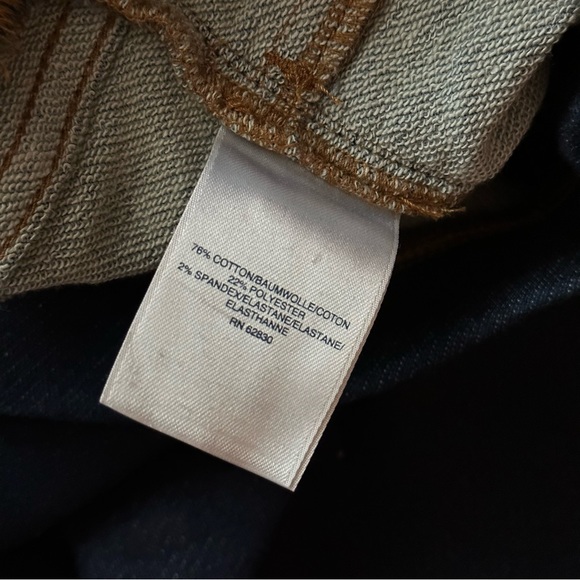 76% COTTON/BAUMWOLLE/COTON
22% POLYESTER
2% SPANDEX/ELASTANE/ELASTANE/
ELASTHANNE
RN 62830